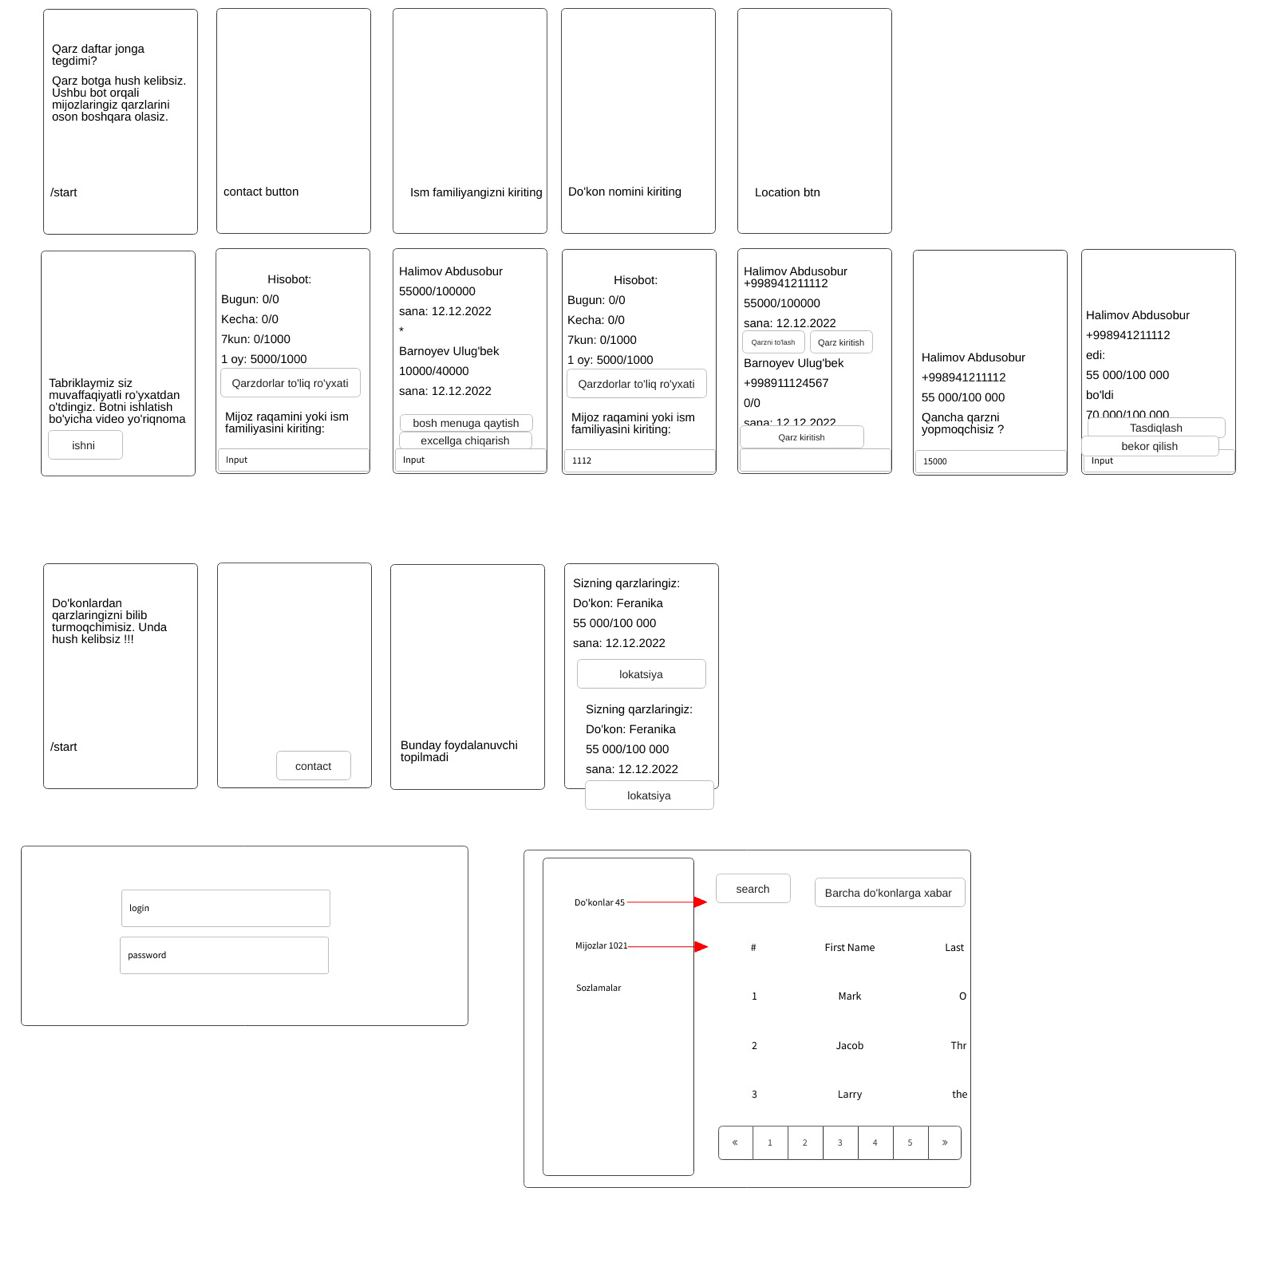 Qarz daftar jonga
tegdimi?
Qarz botga hush kelibsiz.
Ushbu bot orqali
mijozlaringiz qarzlarini
oson boshqara olasiz.
/start
contact button
Ism familiyangizni kiriting
Do'kon nomini kiriting
Location btn
Tabriklaymiz siz
muvaffaqiyatli ro'yxatdan
o'tdingiz. Botni ishlatish
bo'yicha video yo'riqnoma
ishni
Hisobot:
Bugun: 0/0
Kecha: 0/0
7kun: 0/1000
1 oy: 5000/1000
Qarzdorlar to'liq ro'yxati
Mijoz raqamini yoki ism
familiyasini kiriting:
Input
Halimov Abdusobur
55000/100000
sana: 12.12.2022
*
Barnoyev Ulug'bek
10000/40000
sana: 12.12.2022
bosh menuga qaytish
excellga chiqarish
Input
Hisobot:
Bugun: 0/0
Kecha: 0/0
7kun: 0/1000
1 oy: 5000/1000
Qarzdorlar to'liq ro'yxati
Mijoz raqamini yoki ism
familiyasini kiriting:
1112
Halimov Abdusobur
+998941211112
55000/100000
sana: 12.12.2022
Qarzni to'lash
Qarz kiritish
Barnoyev Ulug'bek
+998911124567
0/0
sana: 12.12.2022
Qarz kiritish
Halimov Abdusobur
+998941211112
55 000/100 000
Qancha qarzni
yopmoqchisiz ?
15000
Halimov Abdusobur
+998941211112
edi:
55 000/100 000
bo'ldi
70 000/100 000
Tasdiqlash
bekor qilish
Input
Do'konlardan
qarzlaringizni bilib
turmoqchimisiz. Unda
hush kelibsiz !!!
/start
contact
Bunday foydalanuvchi
topilmadi
Sizning qarzlaringiz:
Do'kon: Feranika
55 000/100 000
sana: 12.12.2022
lokatsiya
Sizning qarzlaringiz:
Do'kon: Feranika
55 000/100 000
sana: 12.12.2022
lokatsiya
login
password
Do'konlar 45
Mijozlar 1021
Sozlamalar
search
Barcha do'konlarga xabar
# First Name Last
1 Mark O
2 Jacob Thr
3 Larry the
« 1 2 3 4 5 »